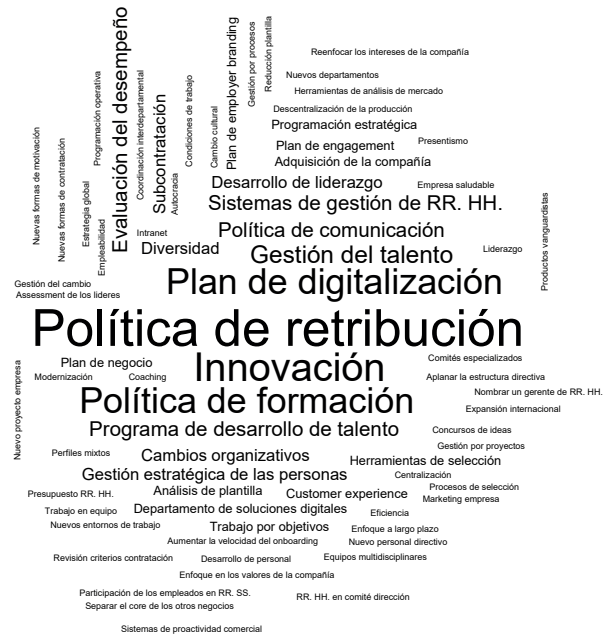 Nuevas formas de motivación
Nuevas formas de contratación
Estrategia global
Programación operativa
Empleabilidad
Evaluación del desempeño
Coordinación interdepartamental
Subcontratación
Autocracia
Condiciones de trabajo
Cambio cultural
Plan de employer branding
Gestión por procesos
Reducción plantilla
Reenfocar los intereses de la compañía
Nuevos departamentos
Herramientas de análisis de mercado
Descentralización de la producción
Programación estratégica
Plan de engagement
Presentismo
Adquisición de la compañía
Desarrollo de liderazgo
Empresa saludable
Sistemas de gestión de RR. HH.
Política de comunicación
Intranet
Diversidad
Gestión del talento
Liderazgo
Productos vanguardistas
Plan de digitalización
Gestión del cambio
Assessment de los lideres
Política de retribución
Nuevo proyecto empresa
Plan de negocio
Innovación
Comités especializados
Modernización
Coaching
Aplanar la estructura directiva
Nombrar un gerente de RR. HH.
Política de formación
Expansión internacional
Programa de desarrollo de talento
Concursos de ideas
Gestión por proyectos
Perfiles mixtos
Cambios organizativos
Herramientas de selección
Gestión estratégica de las personas
Centralización
Procesos de selección
Presupuesto RR. HH.
Análisis de plantilla
Customer experience
Marketing empresa
Trabajo en equipo
Departamento de soluciones digitales
Eficiencia
Nuevos entornos de trabajo
Trabajo por objetivos
Enfoque a largo plazo
Aumentar la velocidad del onboarding
Nuevo personal directivo
Revisión criterios contratación
Desarrollo de personal
Equipos multidisciplinares
Enfoque en los valores de la compañía
Participación de los empleados en RR. SS.
RR. HH. en comité dirección
Separar el core de los otros negocios
Sistemas de proactividad comercial